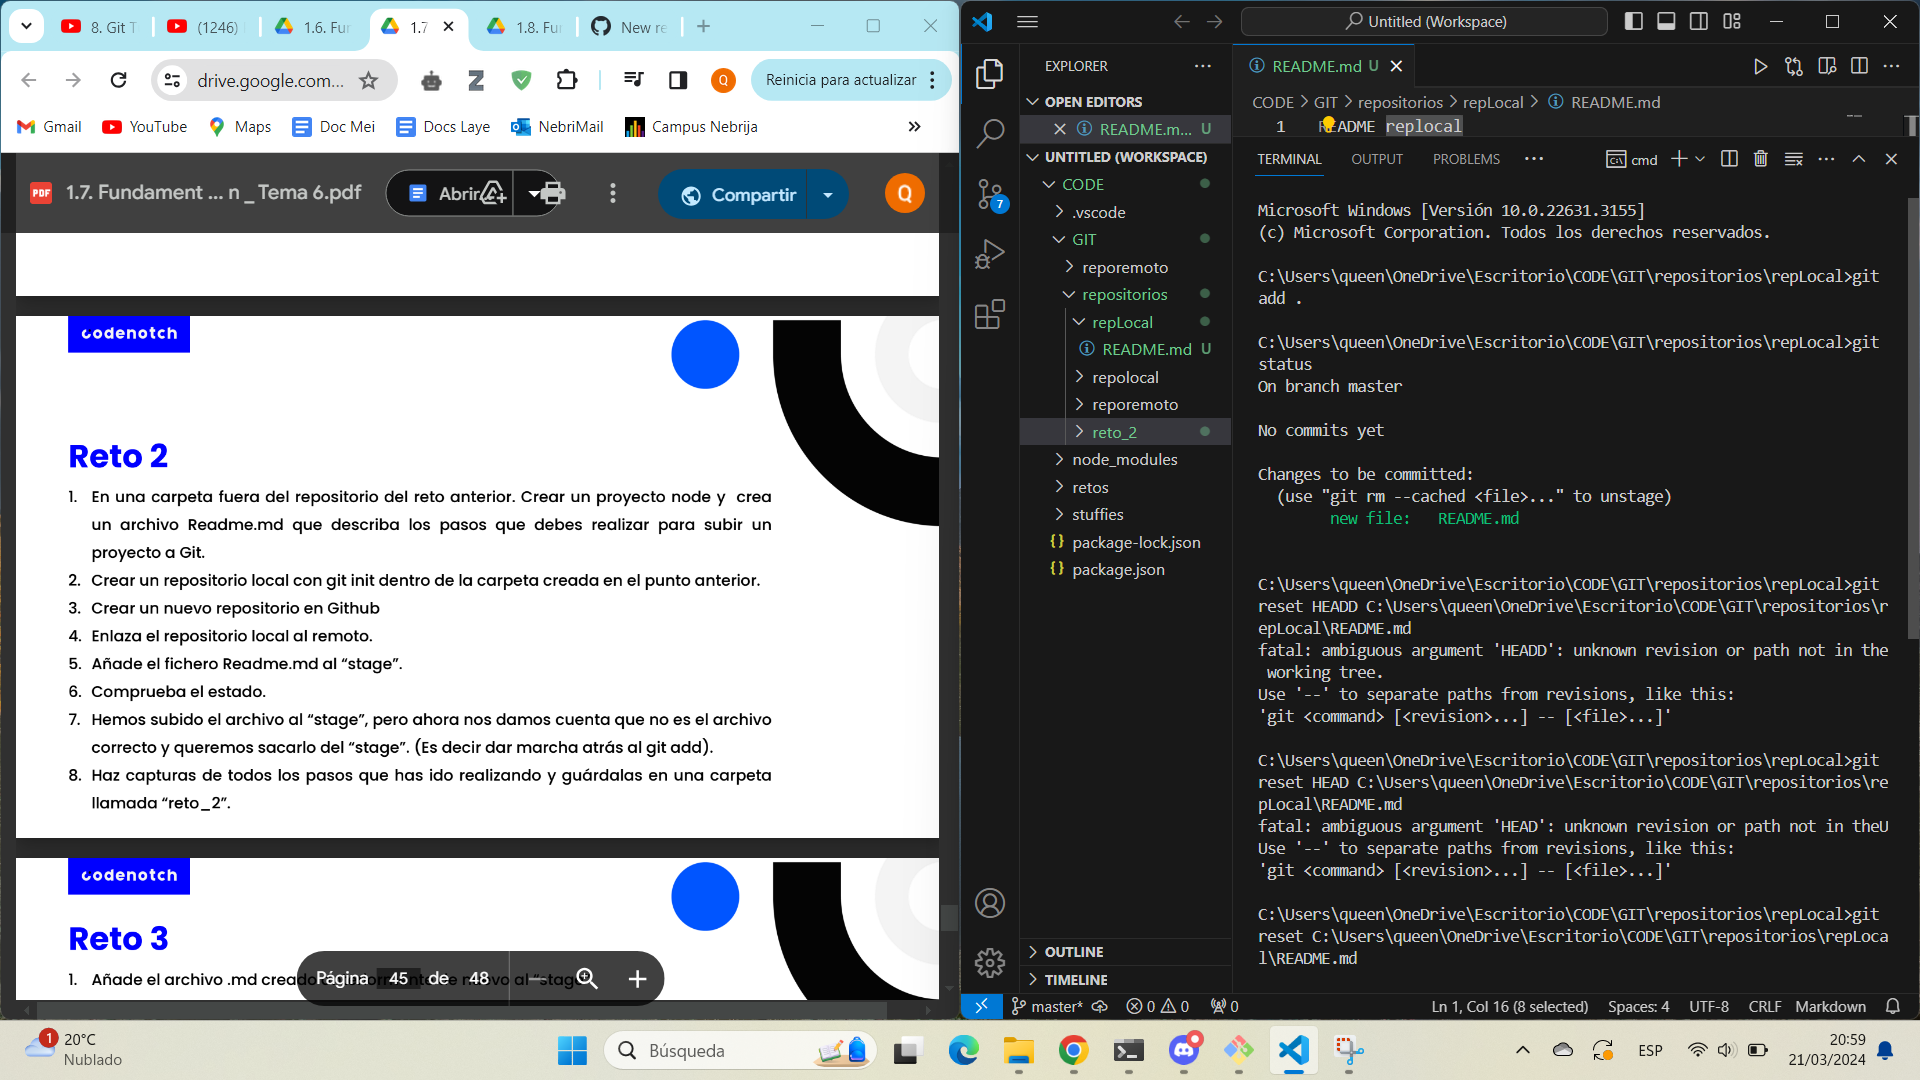 8. Git T
(1246)
1.6. Fur
1.7
1.8. Fur
New re
drive.google.com...
Reinicia para actualizar
Gmail
YouTube
Maps
Doc Mei
Docs Laye
NebriMail
Campus Nebrija
PDF
1.7. Fundament ... n _ Tema 6.pdf
Abrir
Compartir
Q
codenotch
Reto 2
1. En una carpeta fuera del repositorio del reto anterior. Crear un proyecto node y crea
un archivo Readme.md que describa los pasos que debes realizar para subir un
proyecto a Git.
2. Crear un repositorio local con git init dentro de la carpeta creada en el punto anterior.
3. Crear un nuevo repositorio en Github
4. Enlaza el repositorio local al remoto.
5. Añade el fichero Readme.md al “stage”.
6. Comprueba el estado.
7. Hemos subido el archivo al “stage”, pero ahora nos damos cuenta que no es el archivo
correcto y queremos sacarlo del “stage”. (Es decir dar marcha atrás al git add).
8. Haz capturas de todos los pasos que has ido realizando y guárdalas en una carpeta
llamada “reto_2”.
codenotch
Reto 3
1. Añade el archivo .md cread
Página 45 de 48
Untitled (Workspace)
EXPLORER
OPEN EDITORS
README.m... U
UNTITLED (WORKSPACE)
CODE
.vscode
GIT
reporemoto
repositorios
repLocal
README.md U
repolocal
reporemoto
reto_2
node_modules
retos
stuffies
package-lock.json
package.json
OUTLINE
TIMELINE
7
README.md U
CODE > GIT > repositorios > repLocal > README.md
1 README replocal
TERMINAL OUTPUT PROBLEMS
cmd
Microsoft Windows [Versión 10.0.22631.3155]
(c) Microsoft Corporation. Todos los derechos reservados.
C:\Users\queen\OneDrive\Escritorio\CODE\GIT\repositorios\repLocal>git
add .
C:\Users\queen\OneDrive\Escritorio\CODE\GIT\repositorios\repLocal>git
status
On branch master
No commits yet
Changes to be committed:
(use "git rm --cached <file>..." to unstage)
new file:   README.md
C:\Users\queen\OneDrive\Escritorio\CODE\GIT\repositorios\repLocal>git
reset HEADD C:\Users\queen\OneDrive\Escritorio\CODE\GIT\repositorios\r
epLocal\README.md
fatal: ambiguous argument 'HEADD': unknown revision or path not in the
working tree.
Use '--' to separate paths from revisions, like this:
'git <command> [<revision>...] -- [<file>...]'
C:\Users\queen\OneDrive\Escritorio\CODE\GIT\repositorios\repLocal>git
reset HEAD C:\Users\queen\OneDrive\Escritorio\CODE\GIT\repositorios\re
pLocal\README.md
fatal: ambiguous argument 'HEAD': unknown revision or path not in theU
Use '--' to separate paths from revisions, like this:
'git <command> [<revision>...] -- [<file>...]'
C:\Users\queen\OneDrive\Escritorio\CODE\GIT\repositorios\repLocal>git
reset C:\Users\queen\OneDrive\Escritorio\CODE\GIT\repositorios\repLoca
l\README.md
master* 0 0 0
Ln 1, Col 16 (8 selected) Spaces: 4 UTF-8 CRLF Markdown
1
20°C
Nublado
Búsqueda
ESP
20:59
21/03/2024